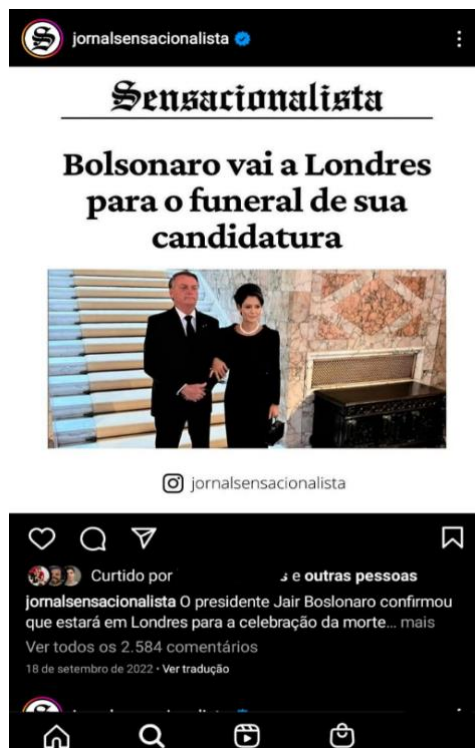 jornalsensacionalista
Sensacionalista
Bolsonaro vai a Londres
para o funeral de sua
candidatura
jornalsensacionalista
Curtido por e outras pessoas
jornalsensacionalista O presidente Jair Boslonaro confirmou
que estará em Londres para a celebração da morte... mais
Ver todos os 2.584 comentários
18 de setembro de 2022 • Ver tradução